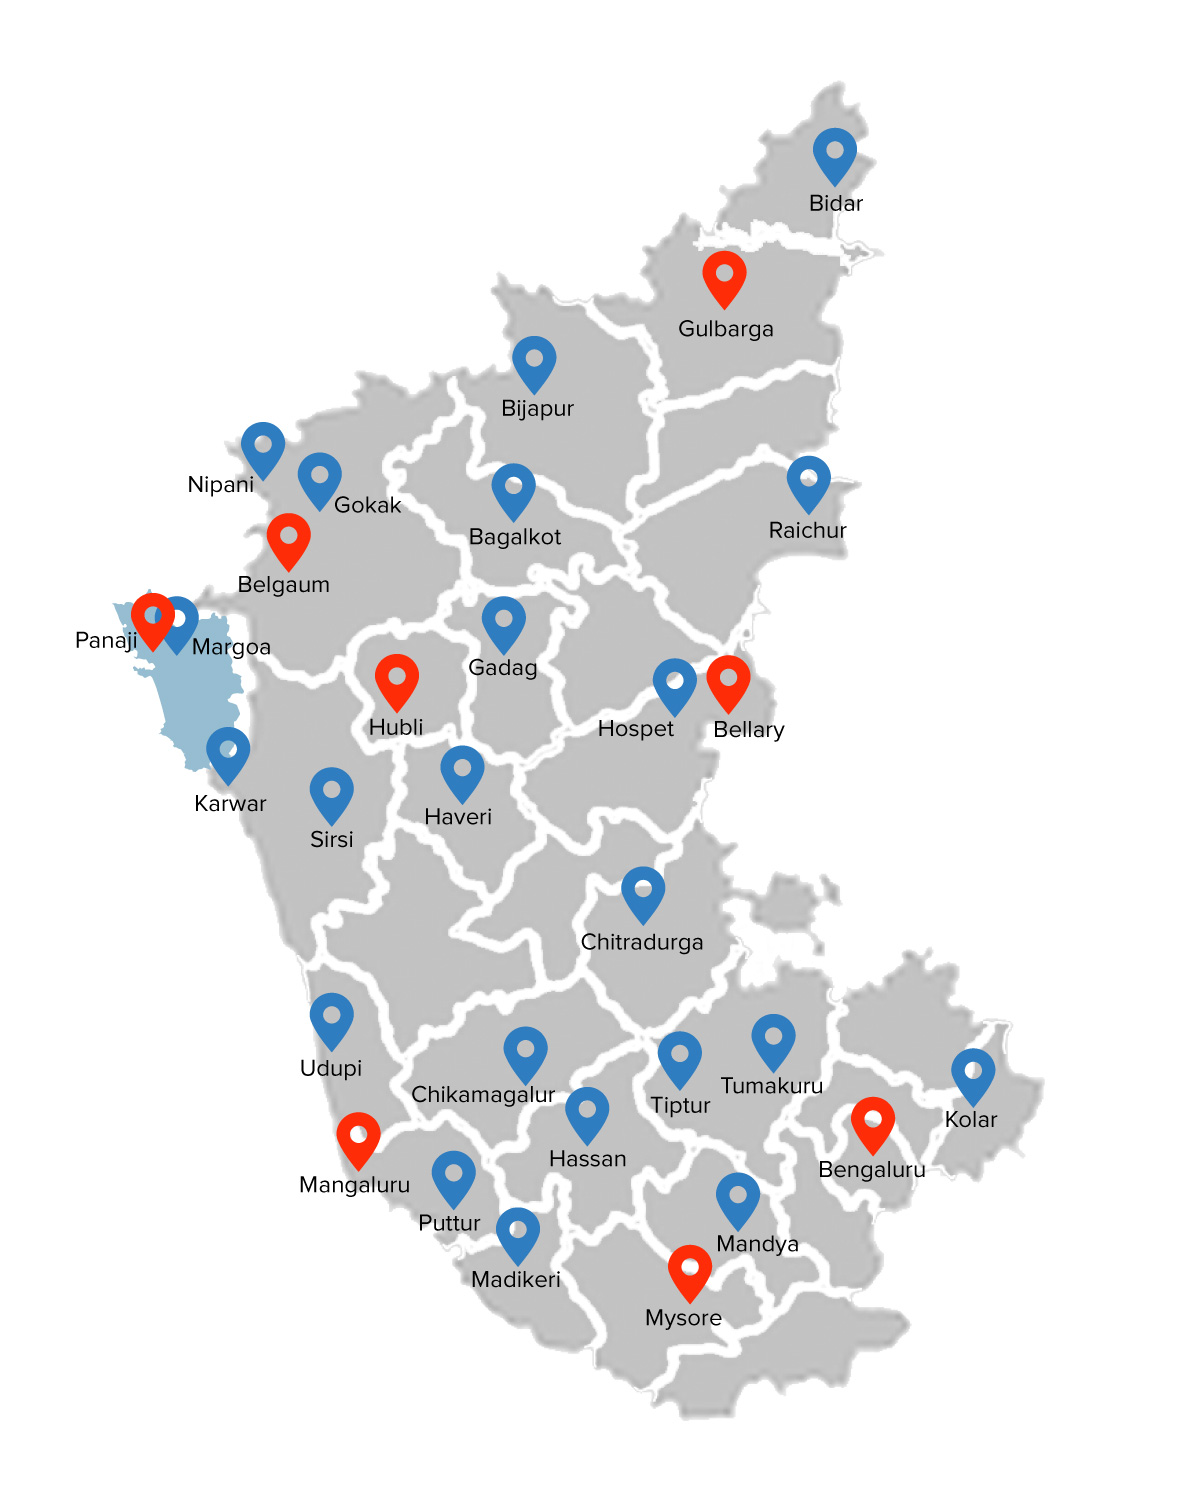 Bidar
Gulbarga
Bijapur
Nipani
Gokak
Bagalkot
Raichur
Belgaum
Panaji
Margoa
Gadag
Hubli
Hospet
Bellary
Karwar
Haveri
Sirsi
Chitradurga
Udupi
Chikamagalur
Tiptur
Tumakuru
Kolar
Hassan
Bengaluru
Mangaluru
Puttur
Mandya
Madikeri
Mysore